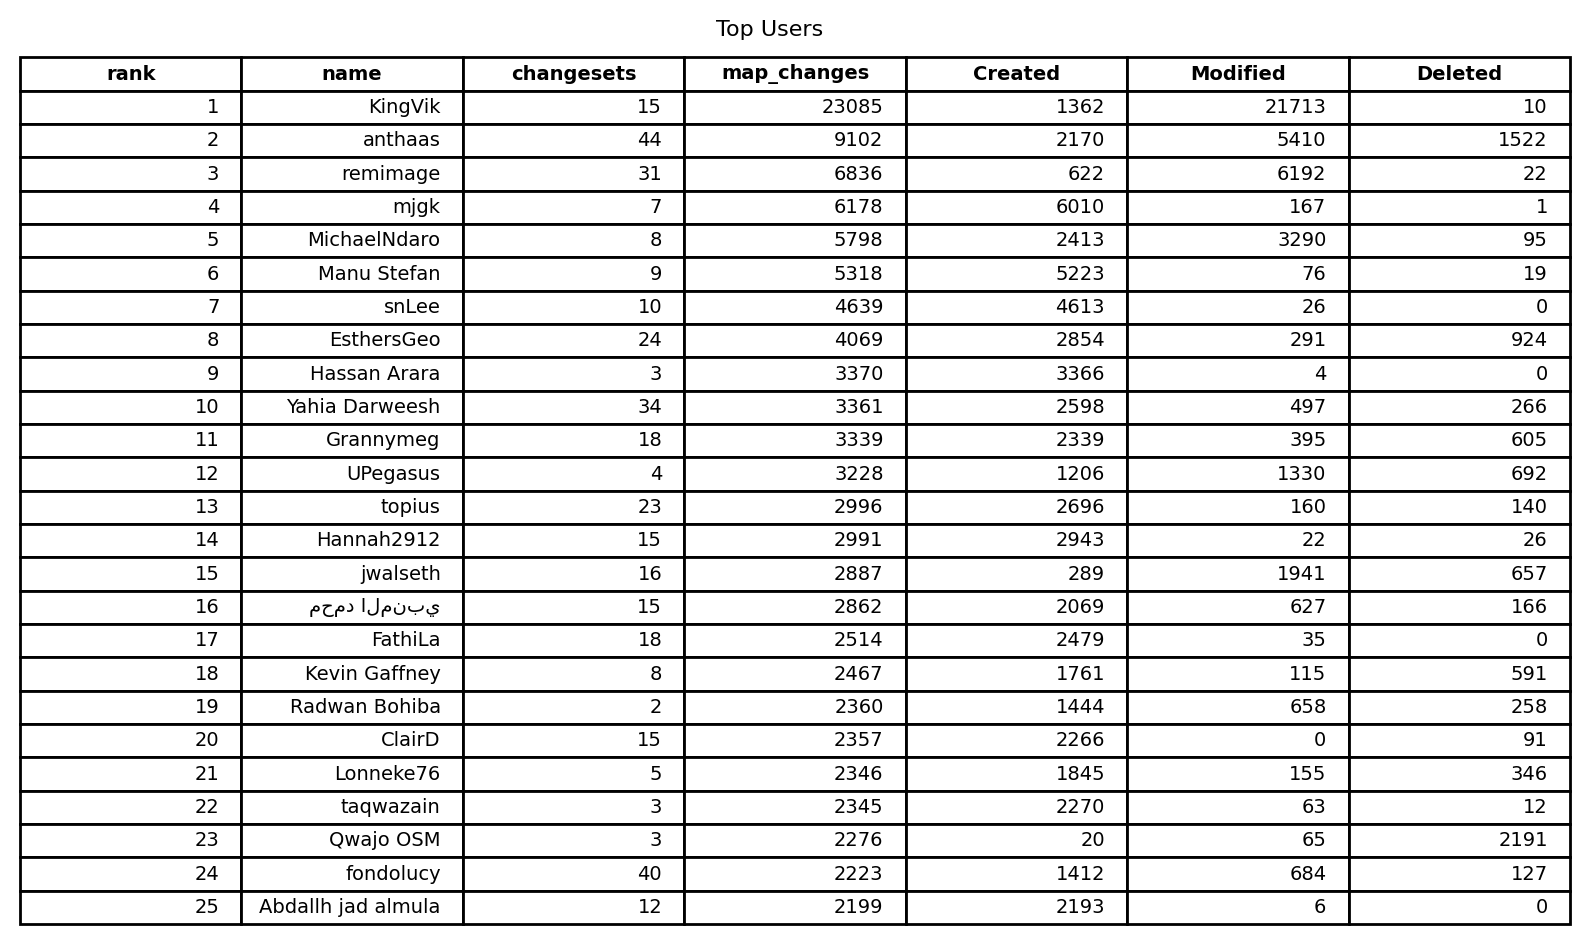 Top Users
rank name changesets map_changes Created Modified Deleted
1 KingVik 15 23085 1362 21713 10
2 anthaas 44 9102 2170 5410 1522
3 remimage 31 6836 622 6192 22
4 mjgk 7 6178 6010 167 1
5 MichaelNdaro 8 5798 2413 3290 95
6 Manu Stefan 9 5318 5223 76 19
7 snLee 10 4639 4613 26 0
8 EsthersGeo 24 4069 2854 291 924
9 Hassan Arara 3 3370 3366 4 0
10 Yahia Darweesh 34 3361 2598 497 266
11 Grannymeg 18 3339 2339 395 605
12 UPegasus 4 3228 1206 1330 692
13 topius 23 2996 2696 160 140
14 Hannah2912 15 2991 2943 22 26
15 jwalseth 16 2887 289 1941 657
16 محمد المنبي 15 2862 2069 627 166
17 FathiLa 18 2514 2479 35 0
18 Kevin Gaffney 8 2467 1761 115 591
19 Radwan Bohiba 2 2360 1444 658 258
20 ClairD 15 2357 2266 0 91
21 Lonneke76 5 2346 1845 155 346
22 taqwazain 3 2345 2270 63 12
23 Qwajo OSM 3 2276 20 65 2191
24 fondolucy 40 2223 1412 684 127
25 Abdallh jad almula 12 2199 2193 6 0